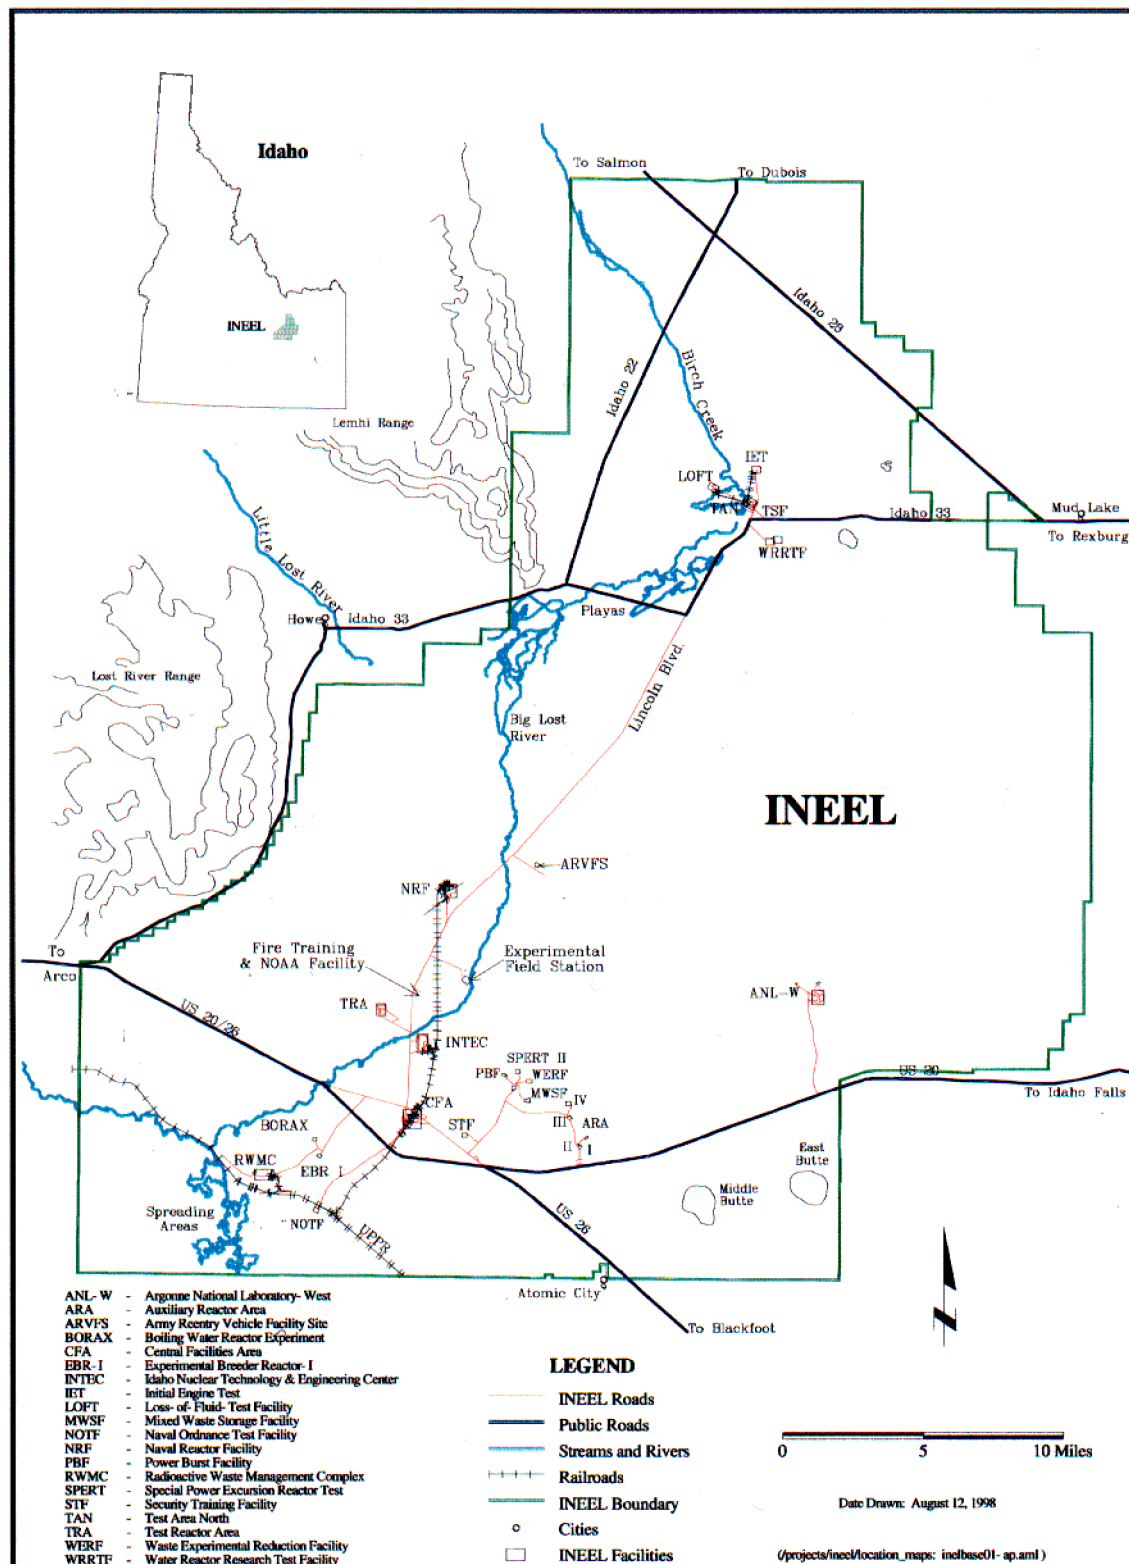 Idaho
INEEL
To Salmon
To Dubois
Idaho 28
Idaho 22
Birch Creek
Lemhi Range
IET
LOFT
TAN
TSF
Idaho 33
Mud Lake
To Rexburg
WRRTF
Little Lost River
Howe
Idaho 33
Playas
Lost River Range
Lincoln Blvd.
Big Lost
River
INEEL
ARVFS
NRF
To
Arco
Fire Training
& NOAA Facility
Experimental
Field Station
US 20/26
TRA
ANL-W
INTEC
SPERT II
PBF
WERF
MWSF
IV
III
ARA
II
I
US 20
To Idaho Falls
CFA
STF
BORAX
RWMC
EBR I
East
Butte
Middle
Butte
Spreading
Areas
NOTF
UPRR
US 26
Atomic City
To Blackfoot
N
ANL-W - Argonne National Laboratory-West
ARA - Auxiliary Reactor Area
ARVFS - Army Reentry Vehicle Facility Site
BORAX - Boiling Water Reactor Experiment
CFA - Central Facilities Area
EBR-I - Experimental Breeder Reactor-I
INTEC - Idaho Nuclear Technology & Engineering Center
IET - Initial Engine Test
LOFT - Loss-of-Fluid-Test Facility
MWSF - Mixed Waste Storage Facility
NOTF - Naval Ordnance Test Facility
NRF - Naval Reactor Facility
PBF - Power Burst Facility
RWMC - Radioactive Waste Management Complex
SPERT - Special Power Excursion Reactor Test
STF - Security Training Facility
TAN - Test Area North
TRA - Test Reactor Area
WERF - Waste Experimental Reduction Facility
WRRTF - Water Reactor Research Test Facility
LEGEND
INEEL Roads
Public Roads
Streams and Rivers
Railroads
INEEL Boundary
Cities
INEEL Facilities
0 5 10 Miles
Date Drawn: August 12, 1998
(/projects/ineel/location_maps: inelbase01-ap.aml)